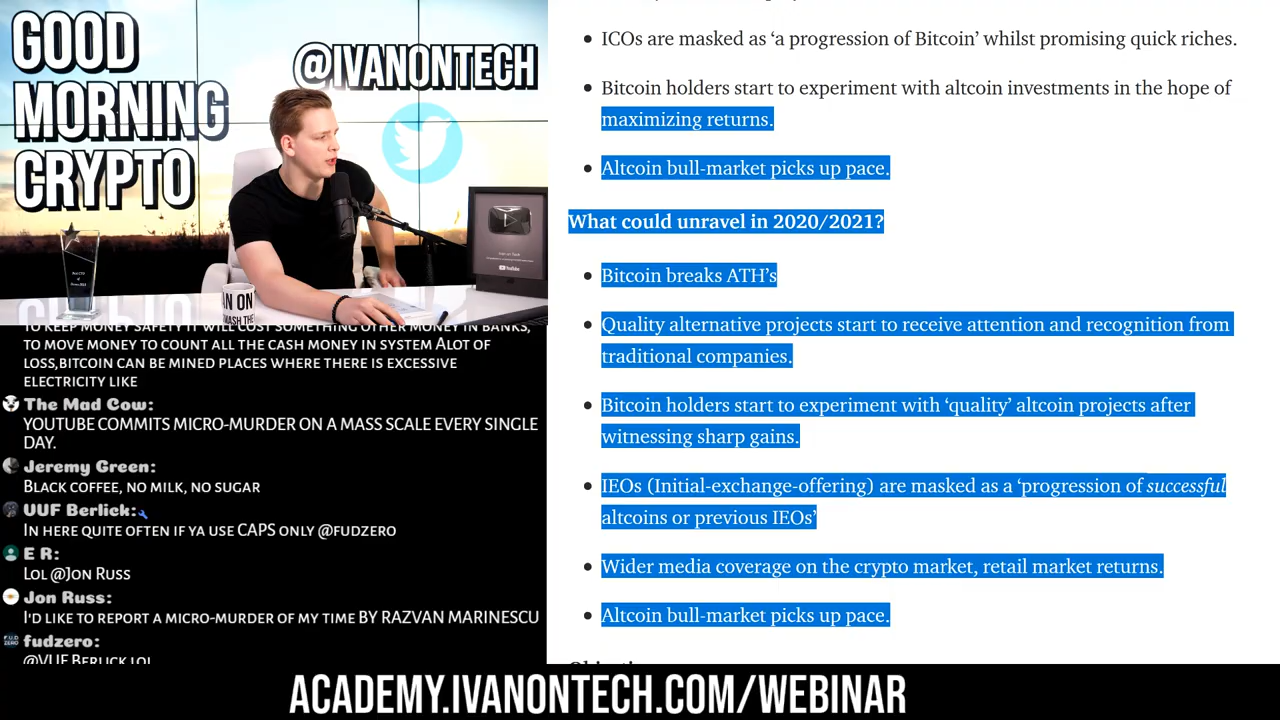 GOOD
MORNING
CRYPTO
@IVANONTECH
YouTube
AN ON
TO KEEP MONEY SAFETY IT WILL COST SOMETHING OTHER MONEY IN BANKS,
TO MOVE MONEY TO COUNT ALL THE CASH MONEY IN SYSTEM ALOT OF
LOSS,BITCOIN CAN BE MINED PLACES WHERE THERE IS EXCESSIVE
ELECTRICITY LIKE
The Mad Cow:
YOUTUBE COMMITS MICRO-MURDER ON A MASS SCALE EVERY SINGLE
DAY.
Jeremy Green:
BLACK COFFEE, NO MILK, NO SUGAR
VUF Berlick:
IN HERE QUITE OFTEN IF YA USE CAPS ONLY @FUDZERO
E R:
LOL @JON RUSS
Jon Russ:
I'D LIKE TO REPORT A MICRO-MURDER OF MY TIME BY RAZVAN MARINESCU
fudzero:
@VUF BERLICK LOL
• ICOs are masked as ‘a progression of Bitcoin’ whilst promising quick riches.
• Bitcoin holders start to experiment with altcoin investments in the hope of
maximizing returns.
• Altcoin bull-market picks up pace.
What could unravel in 2020/2021?
• Bitcoin breaks ATH’s
• Quality alternative projects start to receive attention and recognition from
traditional companies.
• Bitcoin holders start to experiment with ‘quality’ altcoin projects after
witnessing sharp gains.
• IEOs (Initial-exchange-offering) are masked as a ‘progression of successful
altcoins or previous IEOs’
• Wider media coverage on the crypto market, retail market returns.
• Altcoin bull-market picks up pace.
ACADEMY.IVANONTECH.COM/WEBINAR